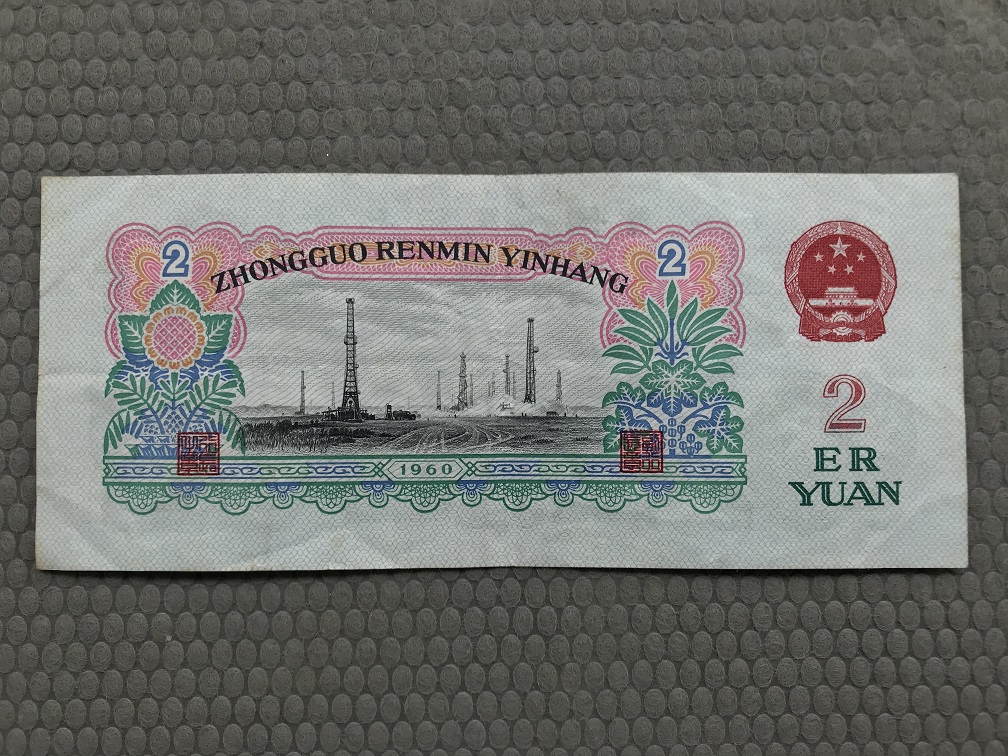 2
ZHONGGUO RENMIN YINHANG
2
1960
2
ER
YUAN